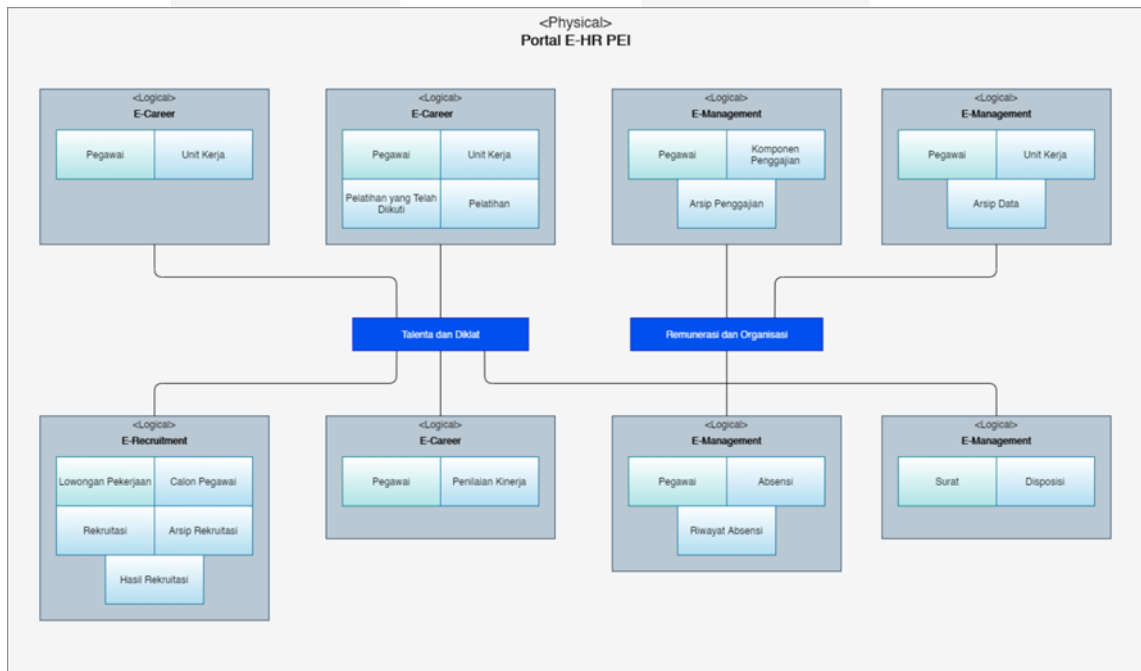 <Physical>
Portal E-HR PEI
<Logical>
E-Career
Pegawai
Unit Kerja
<Logical>
E-Career
Pegawai
Unit Kerja
Pelatihan yang Telah
Diikuti
Pelatihan
<Logical>
E-Management
Pegawai
Komponen
Penggajian
Arsip Penggajian
<Logical>
E-Management
Pegawai
Unit Kerja
Arsip Data
Talenta dan Diklat
Remunerasi dan Organisasi
<Logical>
E-Recruitment
Lowongan Pekerjaan
Calon Pegawai
Rekruitasi
Arsip Rekruitasi
Hasil Rekruitasi
<Logical>
E-Career
Pegawai
Penilaian Kinerja
<Logical>
E-Management
Pegawai
Absensi
Riwayat Absensi
<Logical>
E-Management
Surat
Disposisi